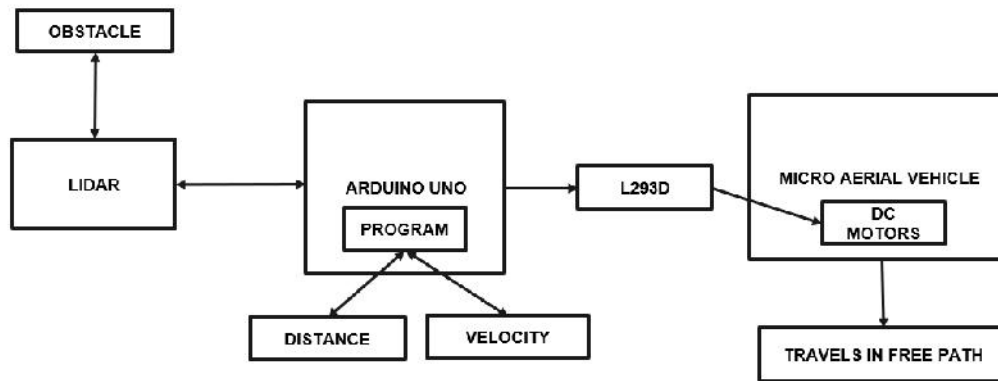 OBSTACLE
LIDAR
ARDUINO UNO
PROGRAM
DISTANCE
VELOCITY
L293D
MICRO AERIAL VEHICLE
DC
MOTORS
TRAVELS IN FREE PATH